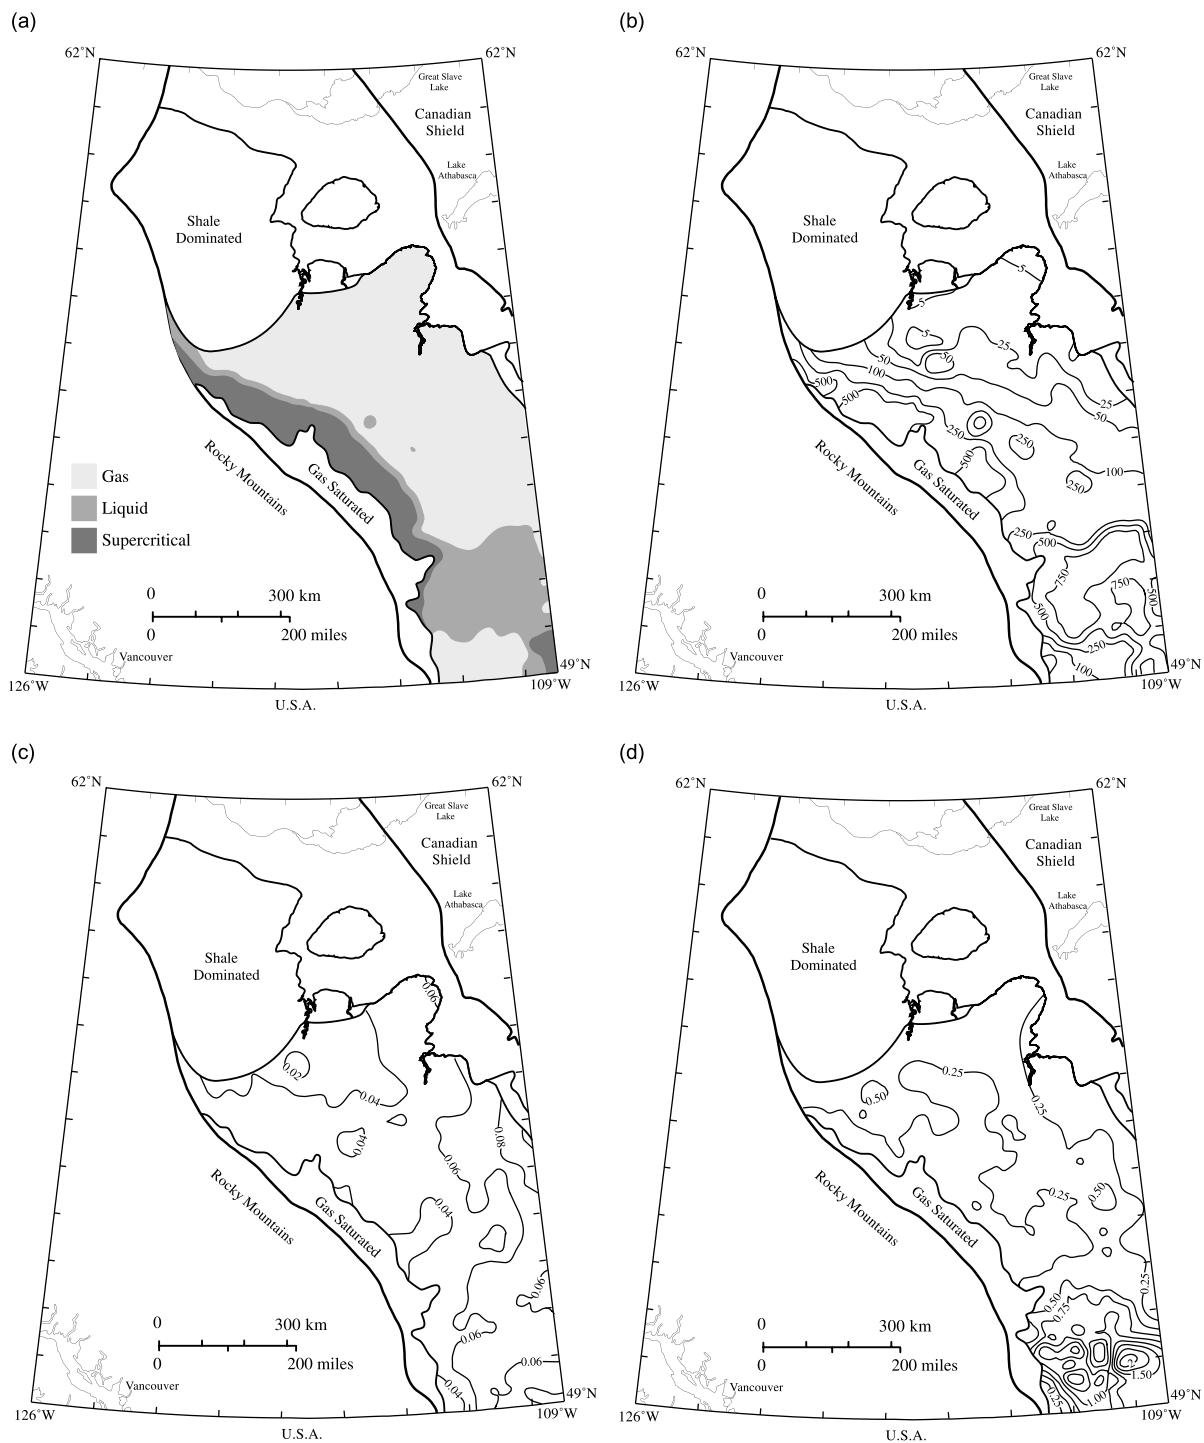 (a)
62˚N
62˚N
Great Slave
Lake
Canadian
Shield
Lake
Athabasca
Shale
Dominated
Rocky Mountains
Gas Saturated
Gas
Liquid
Supercritical
0
300 km
0
200 miles
Vancouver
49˚N
126˚W
109˚W
U.S.A.
(b)
62˚N
62˚N
Great Slave
Lake
Canadian
Shield
Lake
Athabasca
Shale
Dominated
5
5
5
25
50
50
100
25
50
500
500
250
250
500
100
250
Rocky Mountains
Gas Saturated
250
500
750
750
500
500
250
100
0
300 km
0
200 miles
Vancouver
49˚N
126˚W
109˚W
U.S.A.
(c)
62˚N
62˚N
Great Slave
Lake
Canadian
Shield
Lake
Athabasca
Shale
Dominated
0.06
0.02
0.04
0.04
0.08
0.06
0.04
Rocky Mountains
Gas Saturated
0.06
0.06
0.06
0.04
0
300 km
0
200 miles
Vancouver
49˚N
126˚W
109˚W
U.S.A.
(d)
62˚N
62˚N
Great Slave
Lake
Canadian
Shield
Lake
Athabasca
Shale
Dominated
0.25
0.50
0.25
0.25
0.50
Rocky Mountains
Gas Saturated
0.25
0.50
0.75
2
1.50
1.00
0.25
0
300 km
0
200 miles
Vancouver
49˚N
126˚W
109˚W
U.S.A.